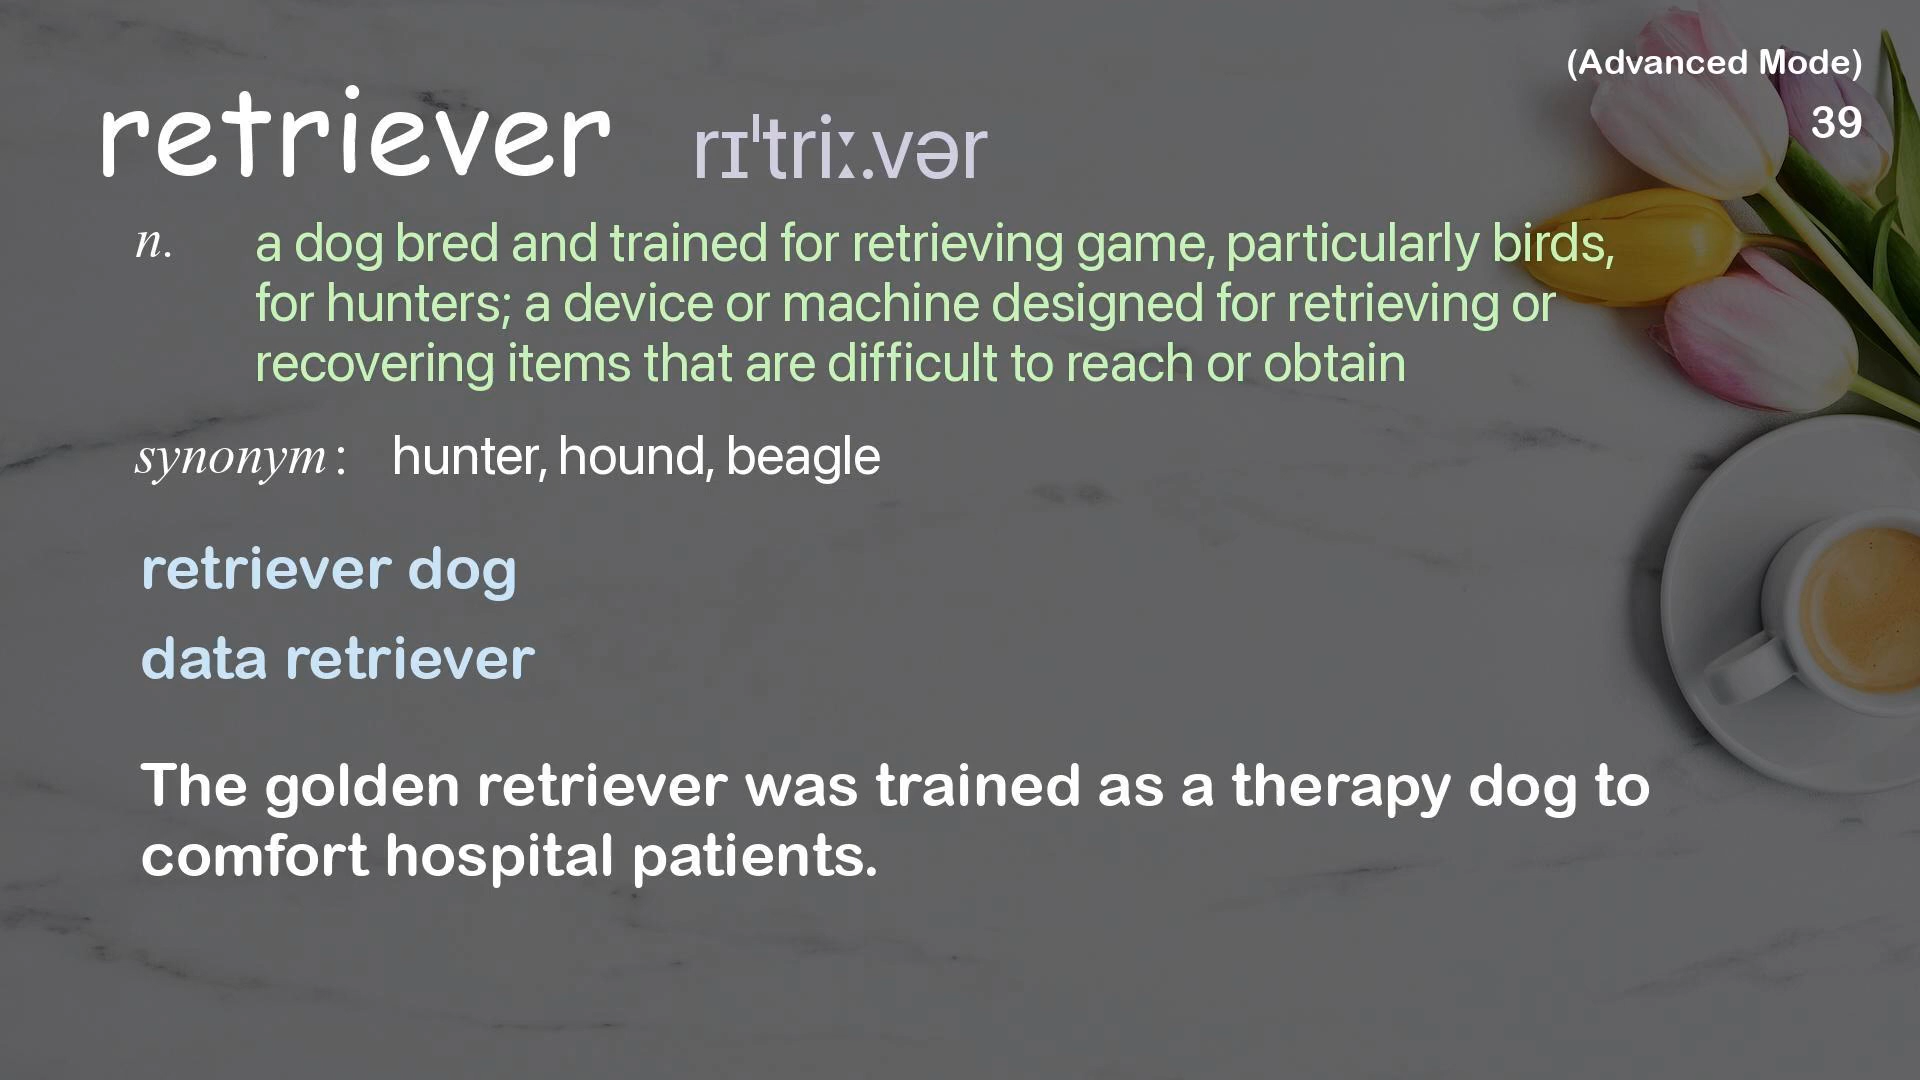 (Advanced Mode)
39
retriever rɪˈtriː.vər
n. a dog bred and trained for retrieving game, particularly birds,
for hunters; a device or machine designed for retrieving or
recovering items that are difficult to reach or obtain
synonym: hunter, hound, beagle
retriever dog
data retriever
The golden retriever was trained as a therapy dog to
comfort hospital patients.